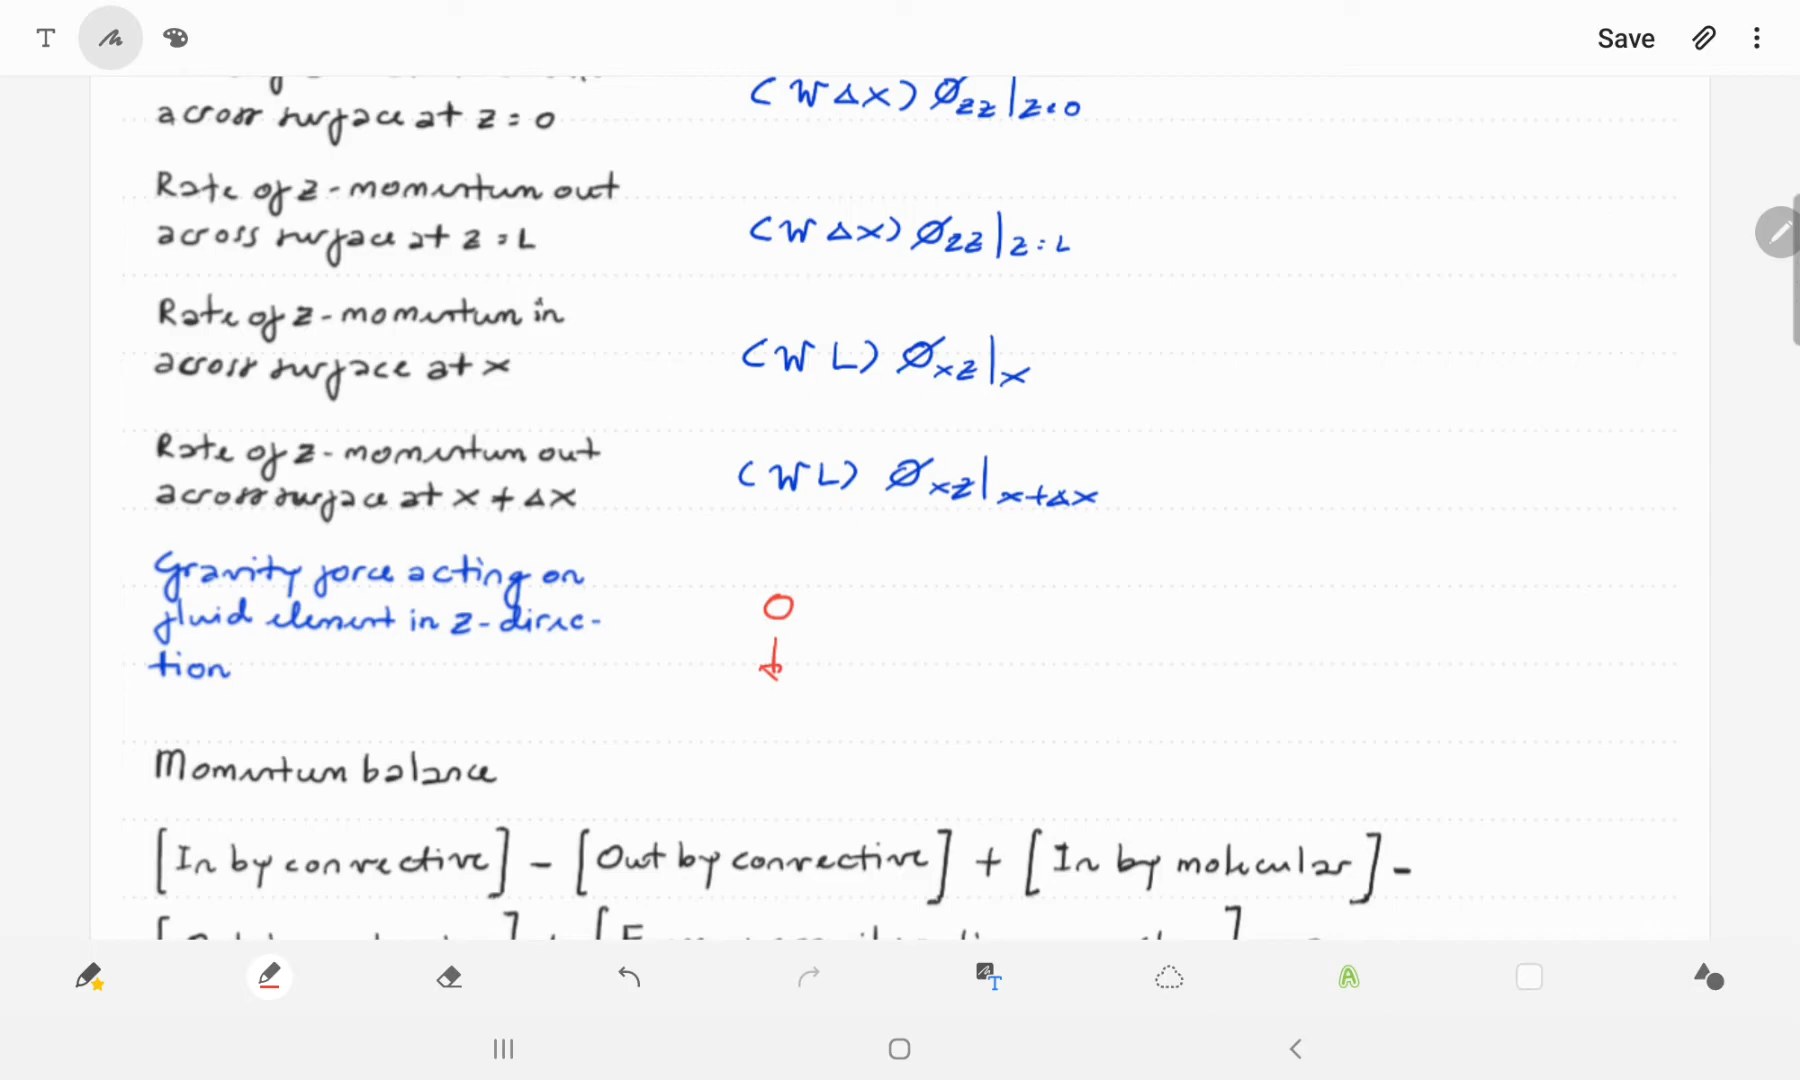 T Save
across surface at z = 0 (W Δx) ϕzz|z=0
Rate of z-momentum out
across surface at z = L (W Δx) ϕzz|z=L
Rate of z-momentum in
across surface at x (W L) ϕxz|x
Rate of z-momentum out
across surface at x + Δx (W L) ϕxz|x+Δx
Gravity force acting on
fluid element in z-direc-
tion
0
↓
Momentum balance
[In by convective] - [Out by convective] + [In by molecular] -